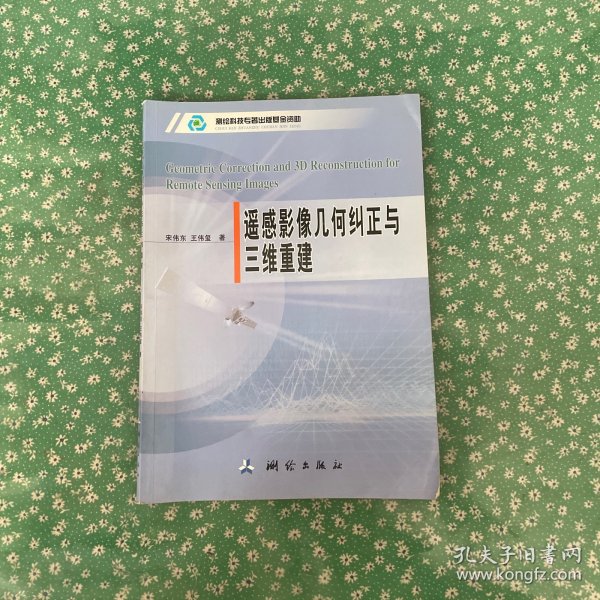 测绘科技专著出版基金资助
Geometric Correction and 3D Reconstruction for
Remote Sensing Images
遥感影像几何纠正与
三维重建
宋伟东 王伟玺 著
测绘出版社
孔夫子旧书网
www.kongfz.com